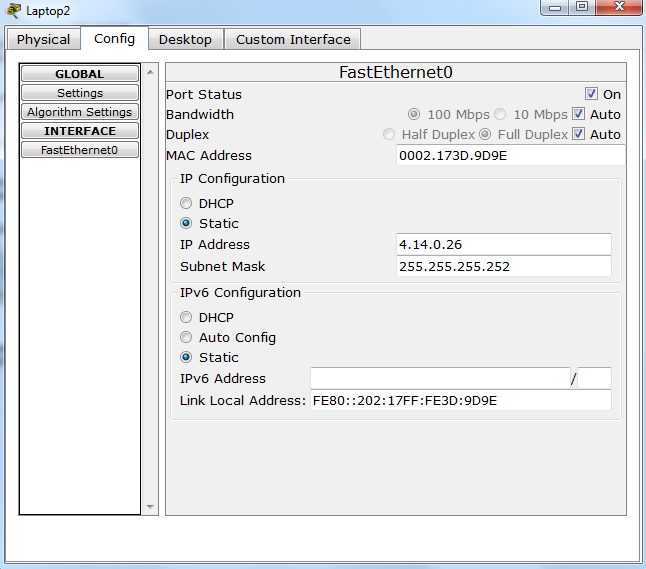 Laptop2
Physical Config Desktop Custom Interface
GLOBAL
Settings
Algorithm Settings
INTERFACE
FastEthernet0
FastEthernet0
Port Status On
Bandwidth 100 Mbps 10 Mbps Auto
Duplex Half Duplex Full Duplex Auto
MAC Address 0002.173D.9D9E
IP Configuration
DHCP
Static
IP Address 4.14.0.26
Subnet Mask 255.255.255.252
IPv6 Configuration
DHCP
Auto Config
Static
IPv6 Address /
Link Local Address: FE80::202:17FF:FE3D:9D9E